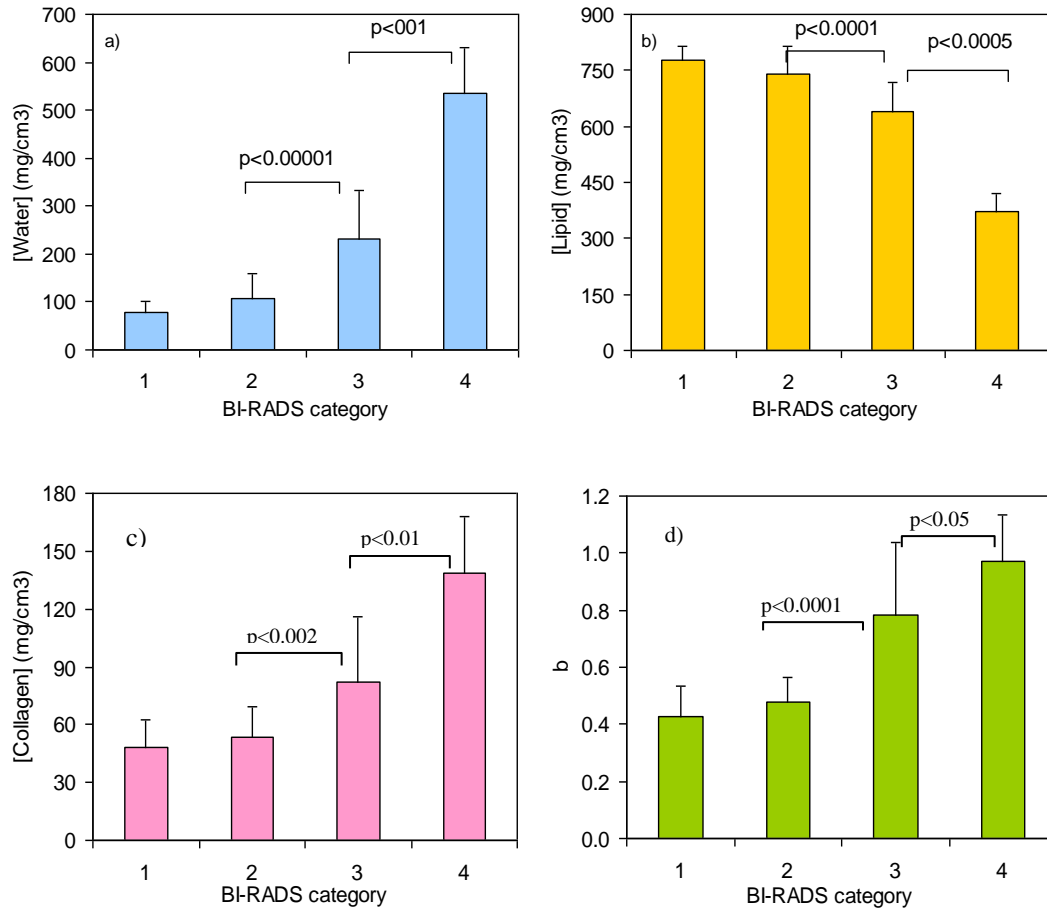 a)
p<001
p<0.00001
[Water] (mg/cm3)
700
600
500
400
300
200
100
0
1 2 3 4
BI-RADS category
b)
p<0.0001
p<0.0005
[Lipid] (mg/cm3)
900
750
600
450
300
150
0
1 2 3 4
BI-RADS category
c)
p<0.01
p<0.002
[Collagen] (mg/cm3)
180
150
120
90
60
30
0
1 2 3 4
BI-RADS category
d)
p<0.05
p<0.0001
b
1.2
1.0
0.8
0.6
0.4
0.2
0.0
1 2 3 4
BI-RADS category